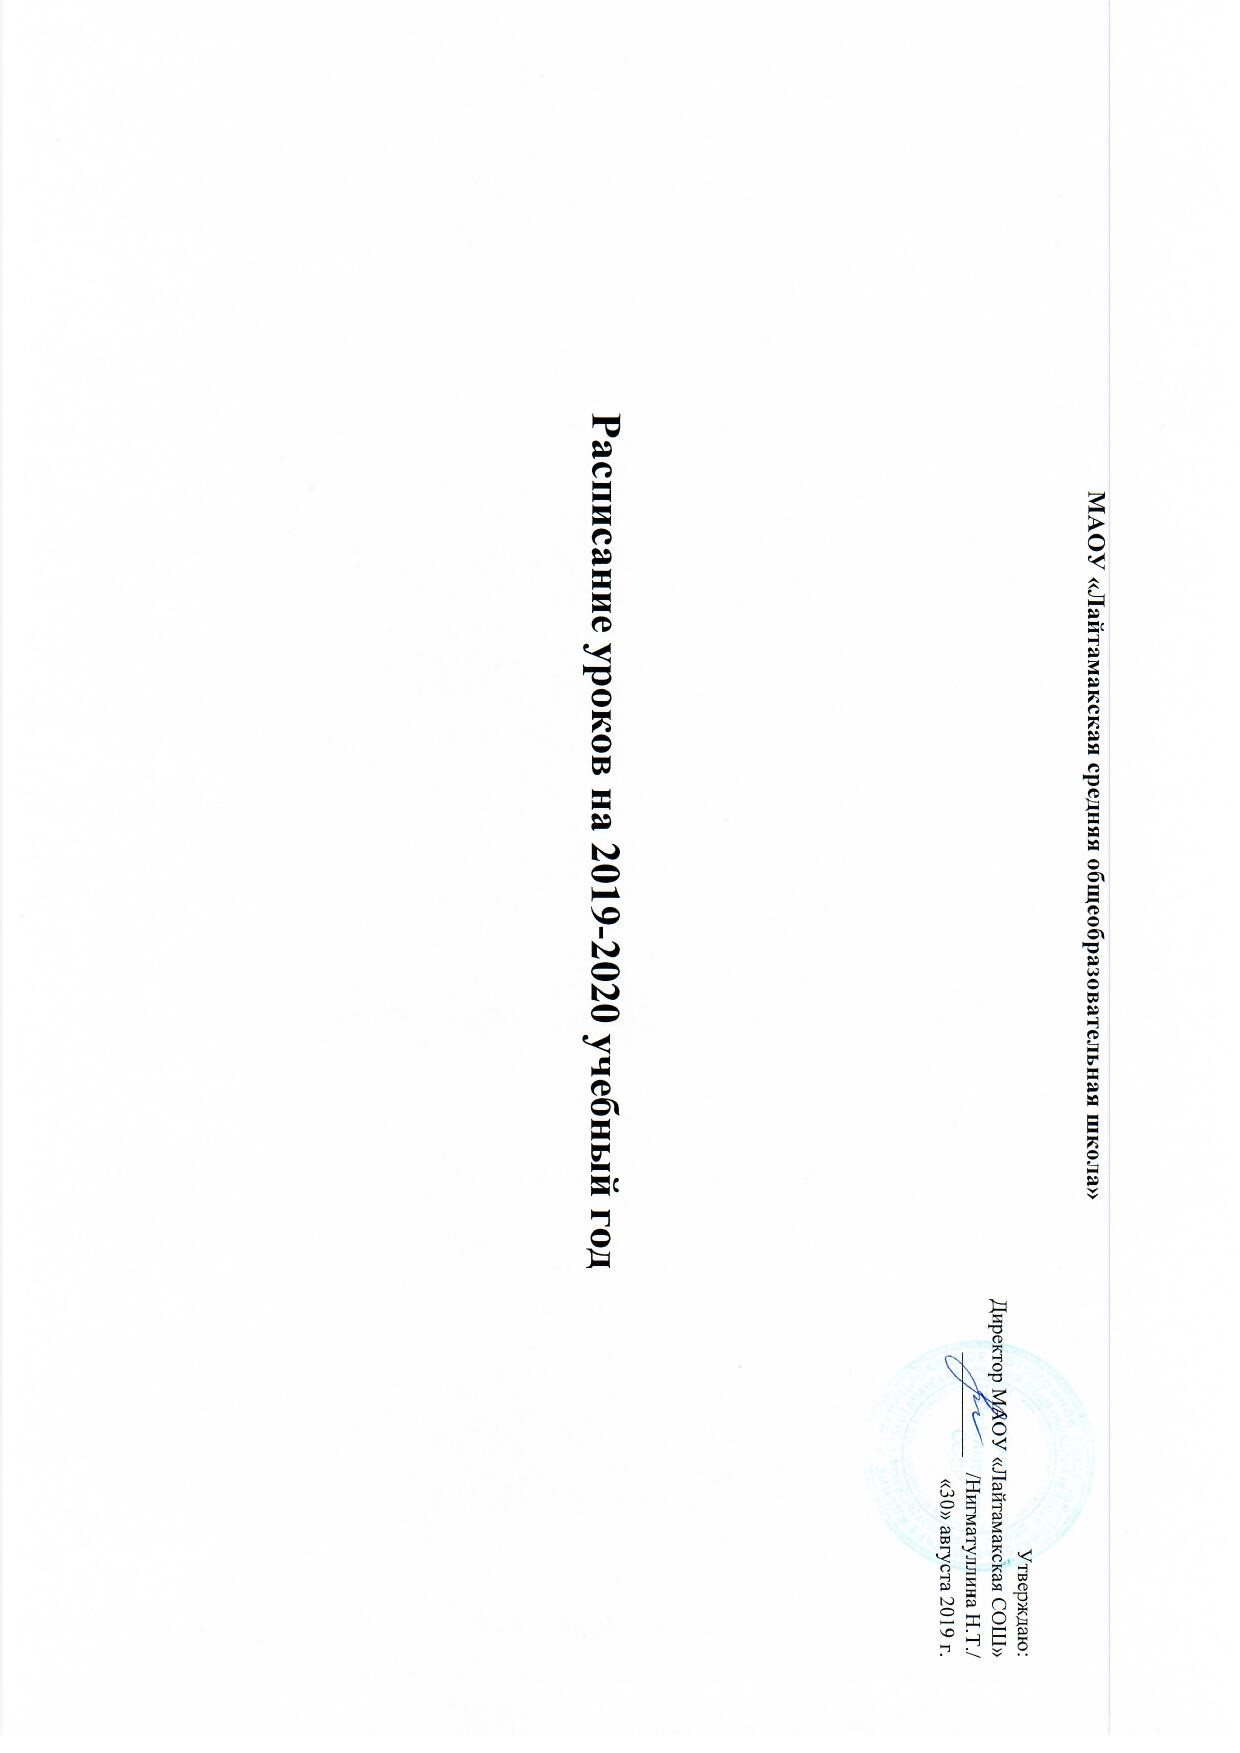 МАОУ «Лайтамакская средняя общеобразовательная школа»
Утверждаю:
Директор МАОУ «Лайтамакская СОШ»
/Нигматуллина Н.Т./
«30» августа 2019 г.
Расписание уроков на 2019-2020 учебный год